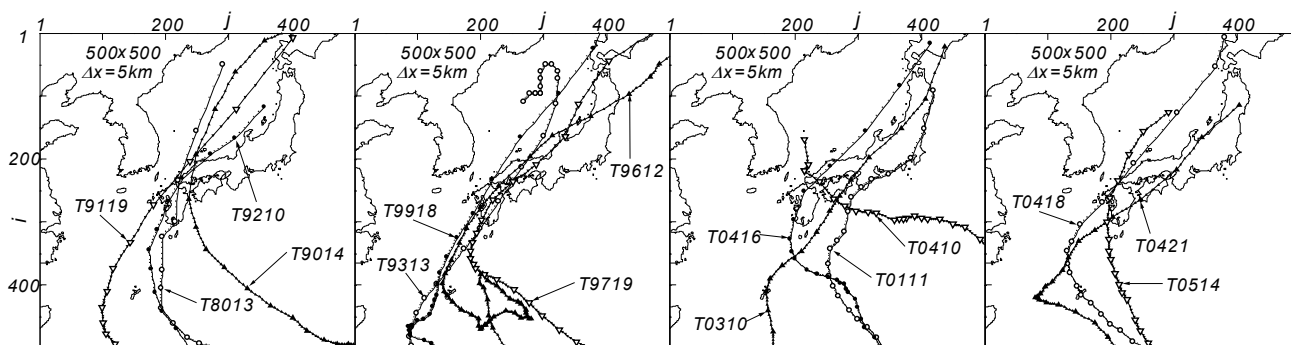 1 200 j 400
1 200 j 400
1 200 j 400
1 200 j 400
1
500x500
Δx=5km
500x500
Δx=5km
500x500
Δx=5km
500x500
Δx=5km
200
i
400
T9119
T9210
T9014
T8013
T9612
T9918
T9313
T9719
T0416
T0410
T0111
T0310
T0418
T0421
T0514